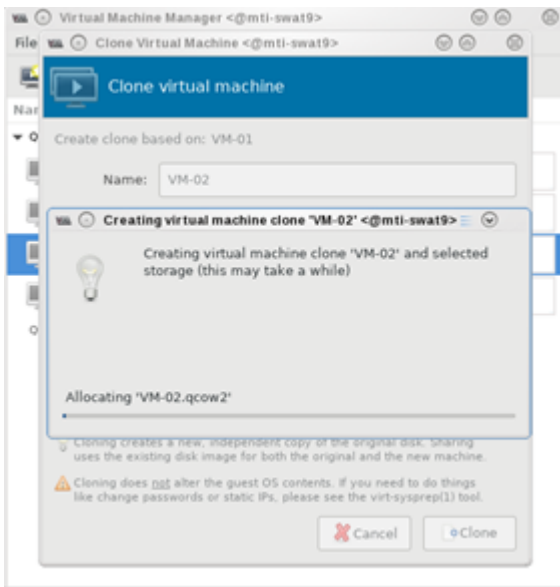 Virtual Machine Manager <@mti-swat9>
File
Clone Virtual Machine <@mti-swat9>
Clone virtual machine
Nar
Create clone based on: VM-01
Name: VM-02
Creating virtual machine clone 'VM-02' <@mti-swat9>
Creating virtual machine clone 'VM-02' and selected
storage (this may take a while)
Allocating 'VM-02.qcow2'
Cloning creates a new, independent copy of the original disk. Sharing
uses the existing disk image for both the original and the new machine.
Cloning does not alter the guest OS contents. If you need to do things
like change passwords or static IPs, please see the virt-sysprep(1) tool.
Cancel
Clone